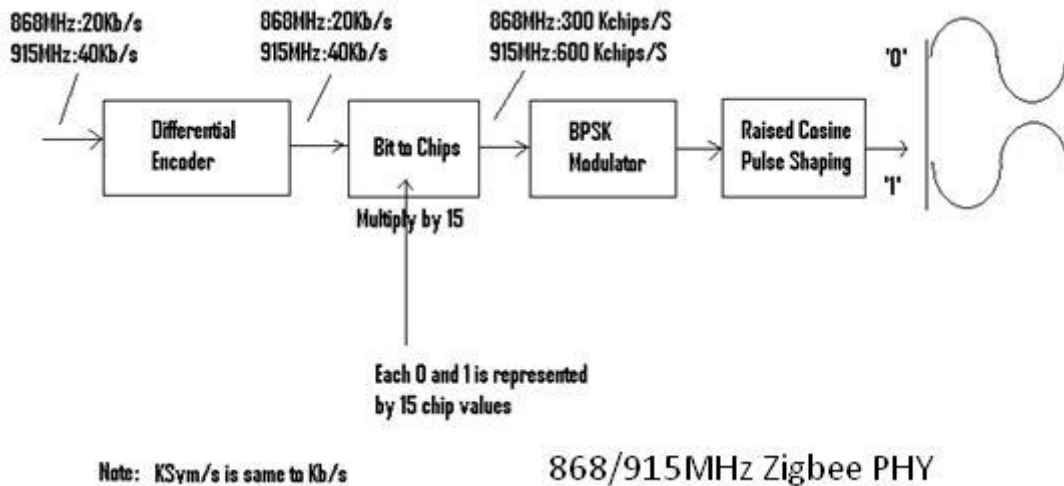 868MHz:20Kb/s
915MHz:40Kb/s
868MHz:20Kb/s
915MHz:40Kb/s
868MHz:300 Kchips/S
915MHz:600 Kchips/S
Differential
Encoder
Bit to Chips
Multiply by 15
BPSK
Modulator
Raised Cosine
Pulse Shaping
'0'
'1'
Each 0 and 1 is represented
by 15 chip values
Note: KSym/s is same to Kb/s
868/915MHz Zigbee PHY